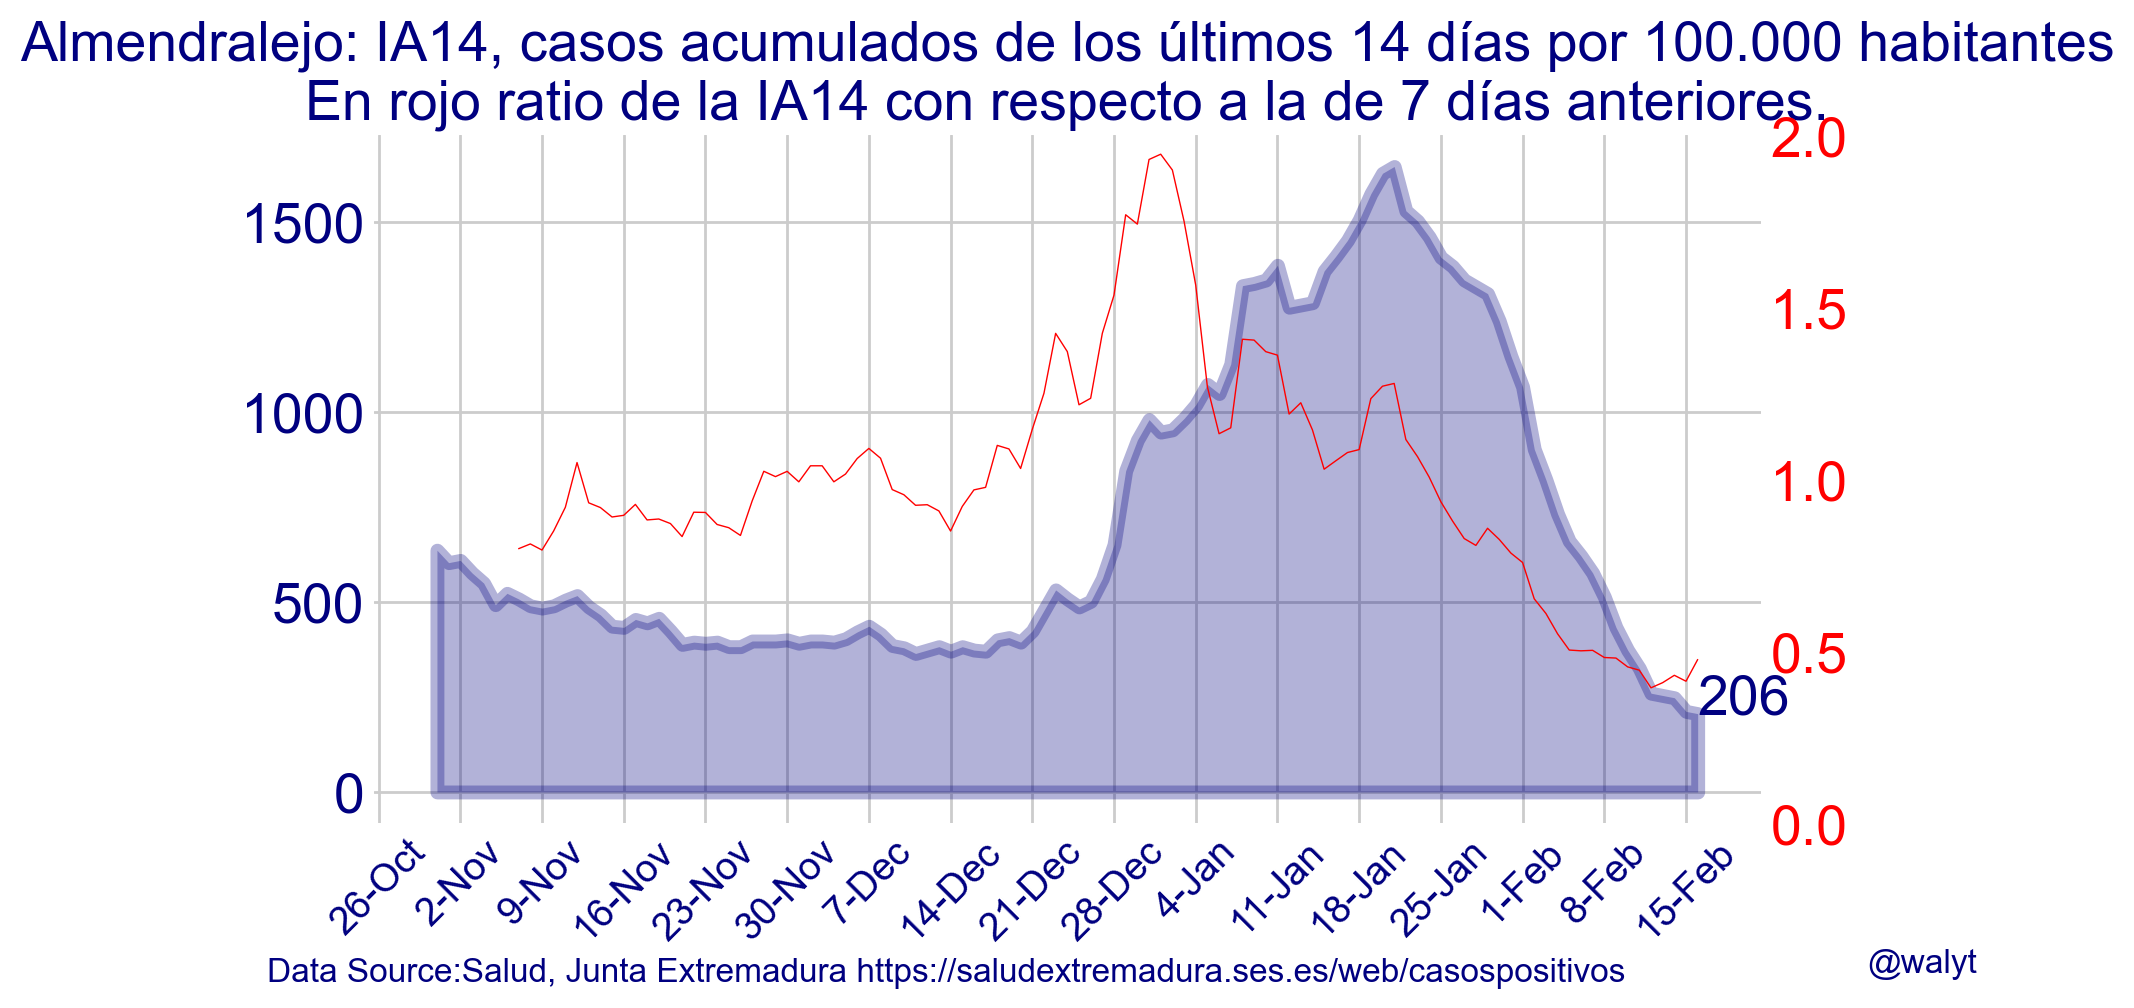 Almendralejo: IA14, casos acumulados de los últimos 14 días por 100.000 habitantes
En rojo ratio de la IA14 con respecto a la de 7 días anteriores.
2.0
1500
1.5
1000
1.0
500
0.5
206
0
0.0
26-Oct
2-Nov
9-Nov
16-Nov
23-Nov
30-Nov
7-Dec
14-Dec
21-Dec
28-Dec
4-Jan
11-Jan
18-Jan
25-Jan
1-Feb
8-Feb
15-Feb
Data Source:Salud, Junta Extremadura https://saludextremadura.ses.es/web/casospositivos
@walyt